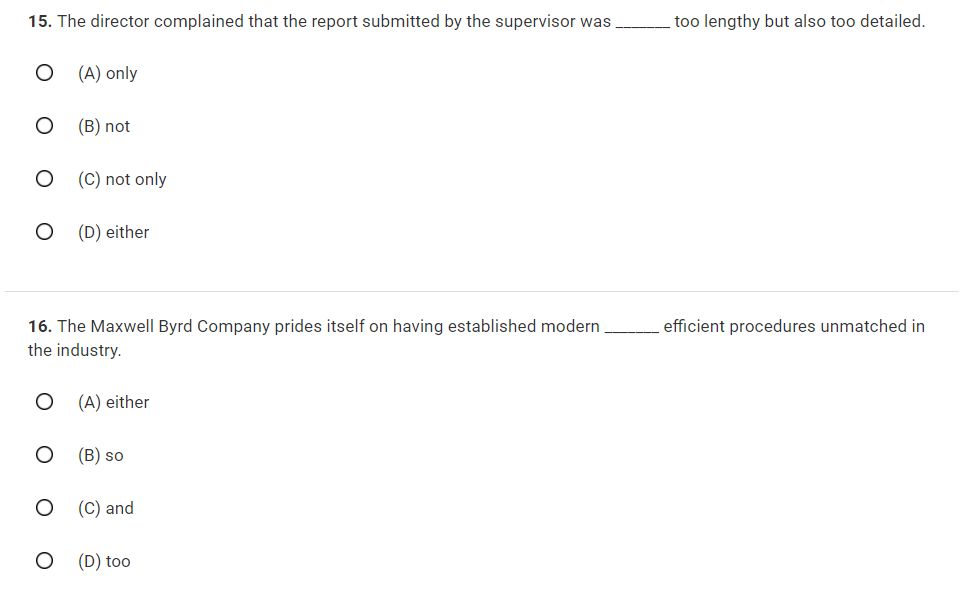 15. The director complained that the report submitted by the supervisor was _______ too lengthy but also too detailed.
(A) only
(B) not
(C) not only
(D) either
16. The Maxwell Byrd Company prides itself on having established modern _______ efficient procedures unmatched in
the industry.
(A) either
(B) so
(C) and
(D) too